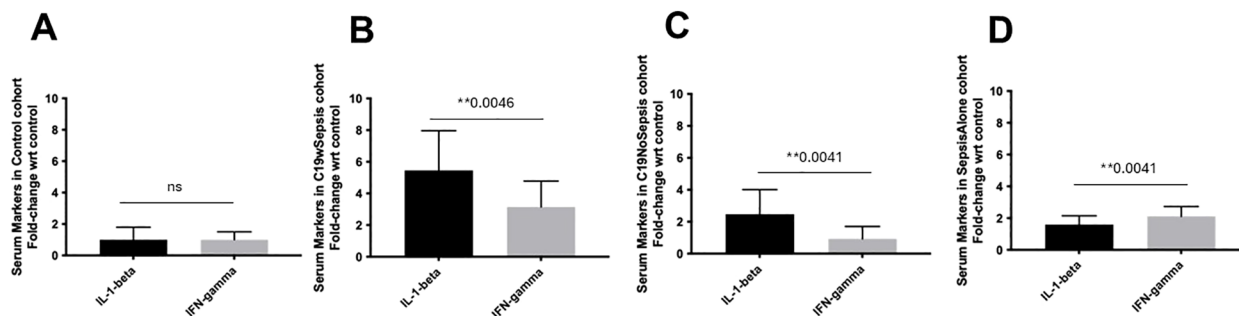 A
Serum Markers in Control cohort
Fold-change wrt control
10
8
6
4
2
0
ns
IL-1-beta
IFN-gamma
B
Serum Markers in C19wSepsis cohort
Fold-change wrt control
10
8
6
4
2
0
**0.0046
IL-1-beta
IFN-gamma
C
Serum Markers in C19NoSepsis cohort
Fold-change wrt control
10
8
6
4
2
0
**0.0041
IL-1-beta
IFN-gamma
D
Serum Markers in SepsisAlone cohort
Fold-change wrt control
10
8
6
4
2
0
**0.0041
IL-1-beta
IFN-gamma